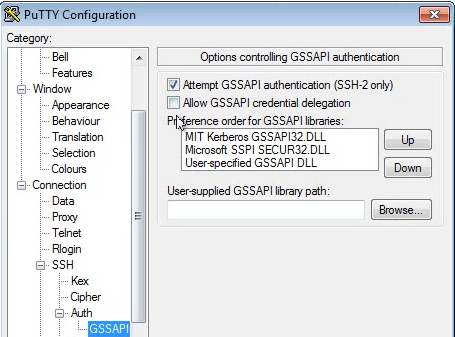 PuTTY Configuration
Category:
Bell
Features
Window
Appearance
Behaviour
Translation
Selection
Colours
Connection
Data
Proxy
Telnet
Rlogin
SSH
Kex
Cipher
Auth
GSSAPI
Options controlling GSSAPI authentication
Attempt GSSAPI authentication (SSH-2 only)
Allow GSSAPI credential delegation
Preference order for GSSAPI libraries:
MIT Kerberos GSSAPI32.DLL
Microsoft SSPI SECUR32.DLL
User-specified GSSAPI DLL
Up
Down
User-supplied GSSAPI library path:
Browse...